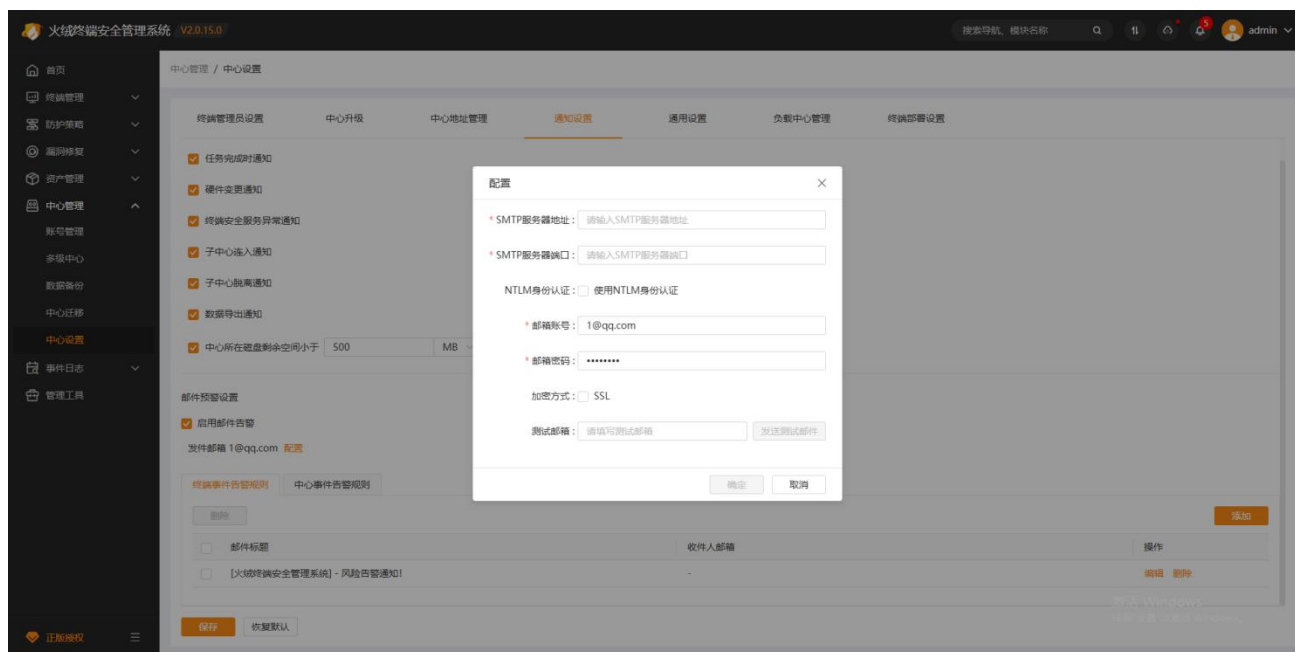 火绒终端安全管理系统 V2.0.15.0
搜索导航、模块名称
5
admin
首页
终端管理
防护策略
漏洞修复
资产管理
中心管理
账号管理
多级中心
数据备份
中心迁移
中心设置
事件日志
管理工具
正版授权
中心管理 / 中心设置
终端管理员设置 中心升级 中心地址管理 通知设置 通用设置 负载中心管理 终端部署设置
任务完成时通知
硬件变更通知
终端安全服务异常通知
子中心连入通知
子中心脱离通知
数据导出通知
中心所在磁盘剩余空间小于 500 MB
邮件预警设置
启用邮件告警
发件邮箱 1@qq.com 配置
终端事件告警规则 中心事件告警规则
删除 添加
邮件标题 收件人邮箱 操作
[火绒终端安全管理系统] - 风险告警通知! - 编辑 删除
保存 恢复默认
配置
* SMTP服务器地址: 请输入SMTP服务器地址
* SMTP服务器端口: 请输入SMTP服务器端口
NTLM身份认证: 使用NTLM身份认证
* 邮箱账号: 1@qq.com
* 邮箱密码: ••••••••
加密方式: SSL
测试邮箱: 请填写测试邮箱 发送测试邮件
确定 取消
激活 Windows